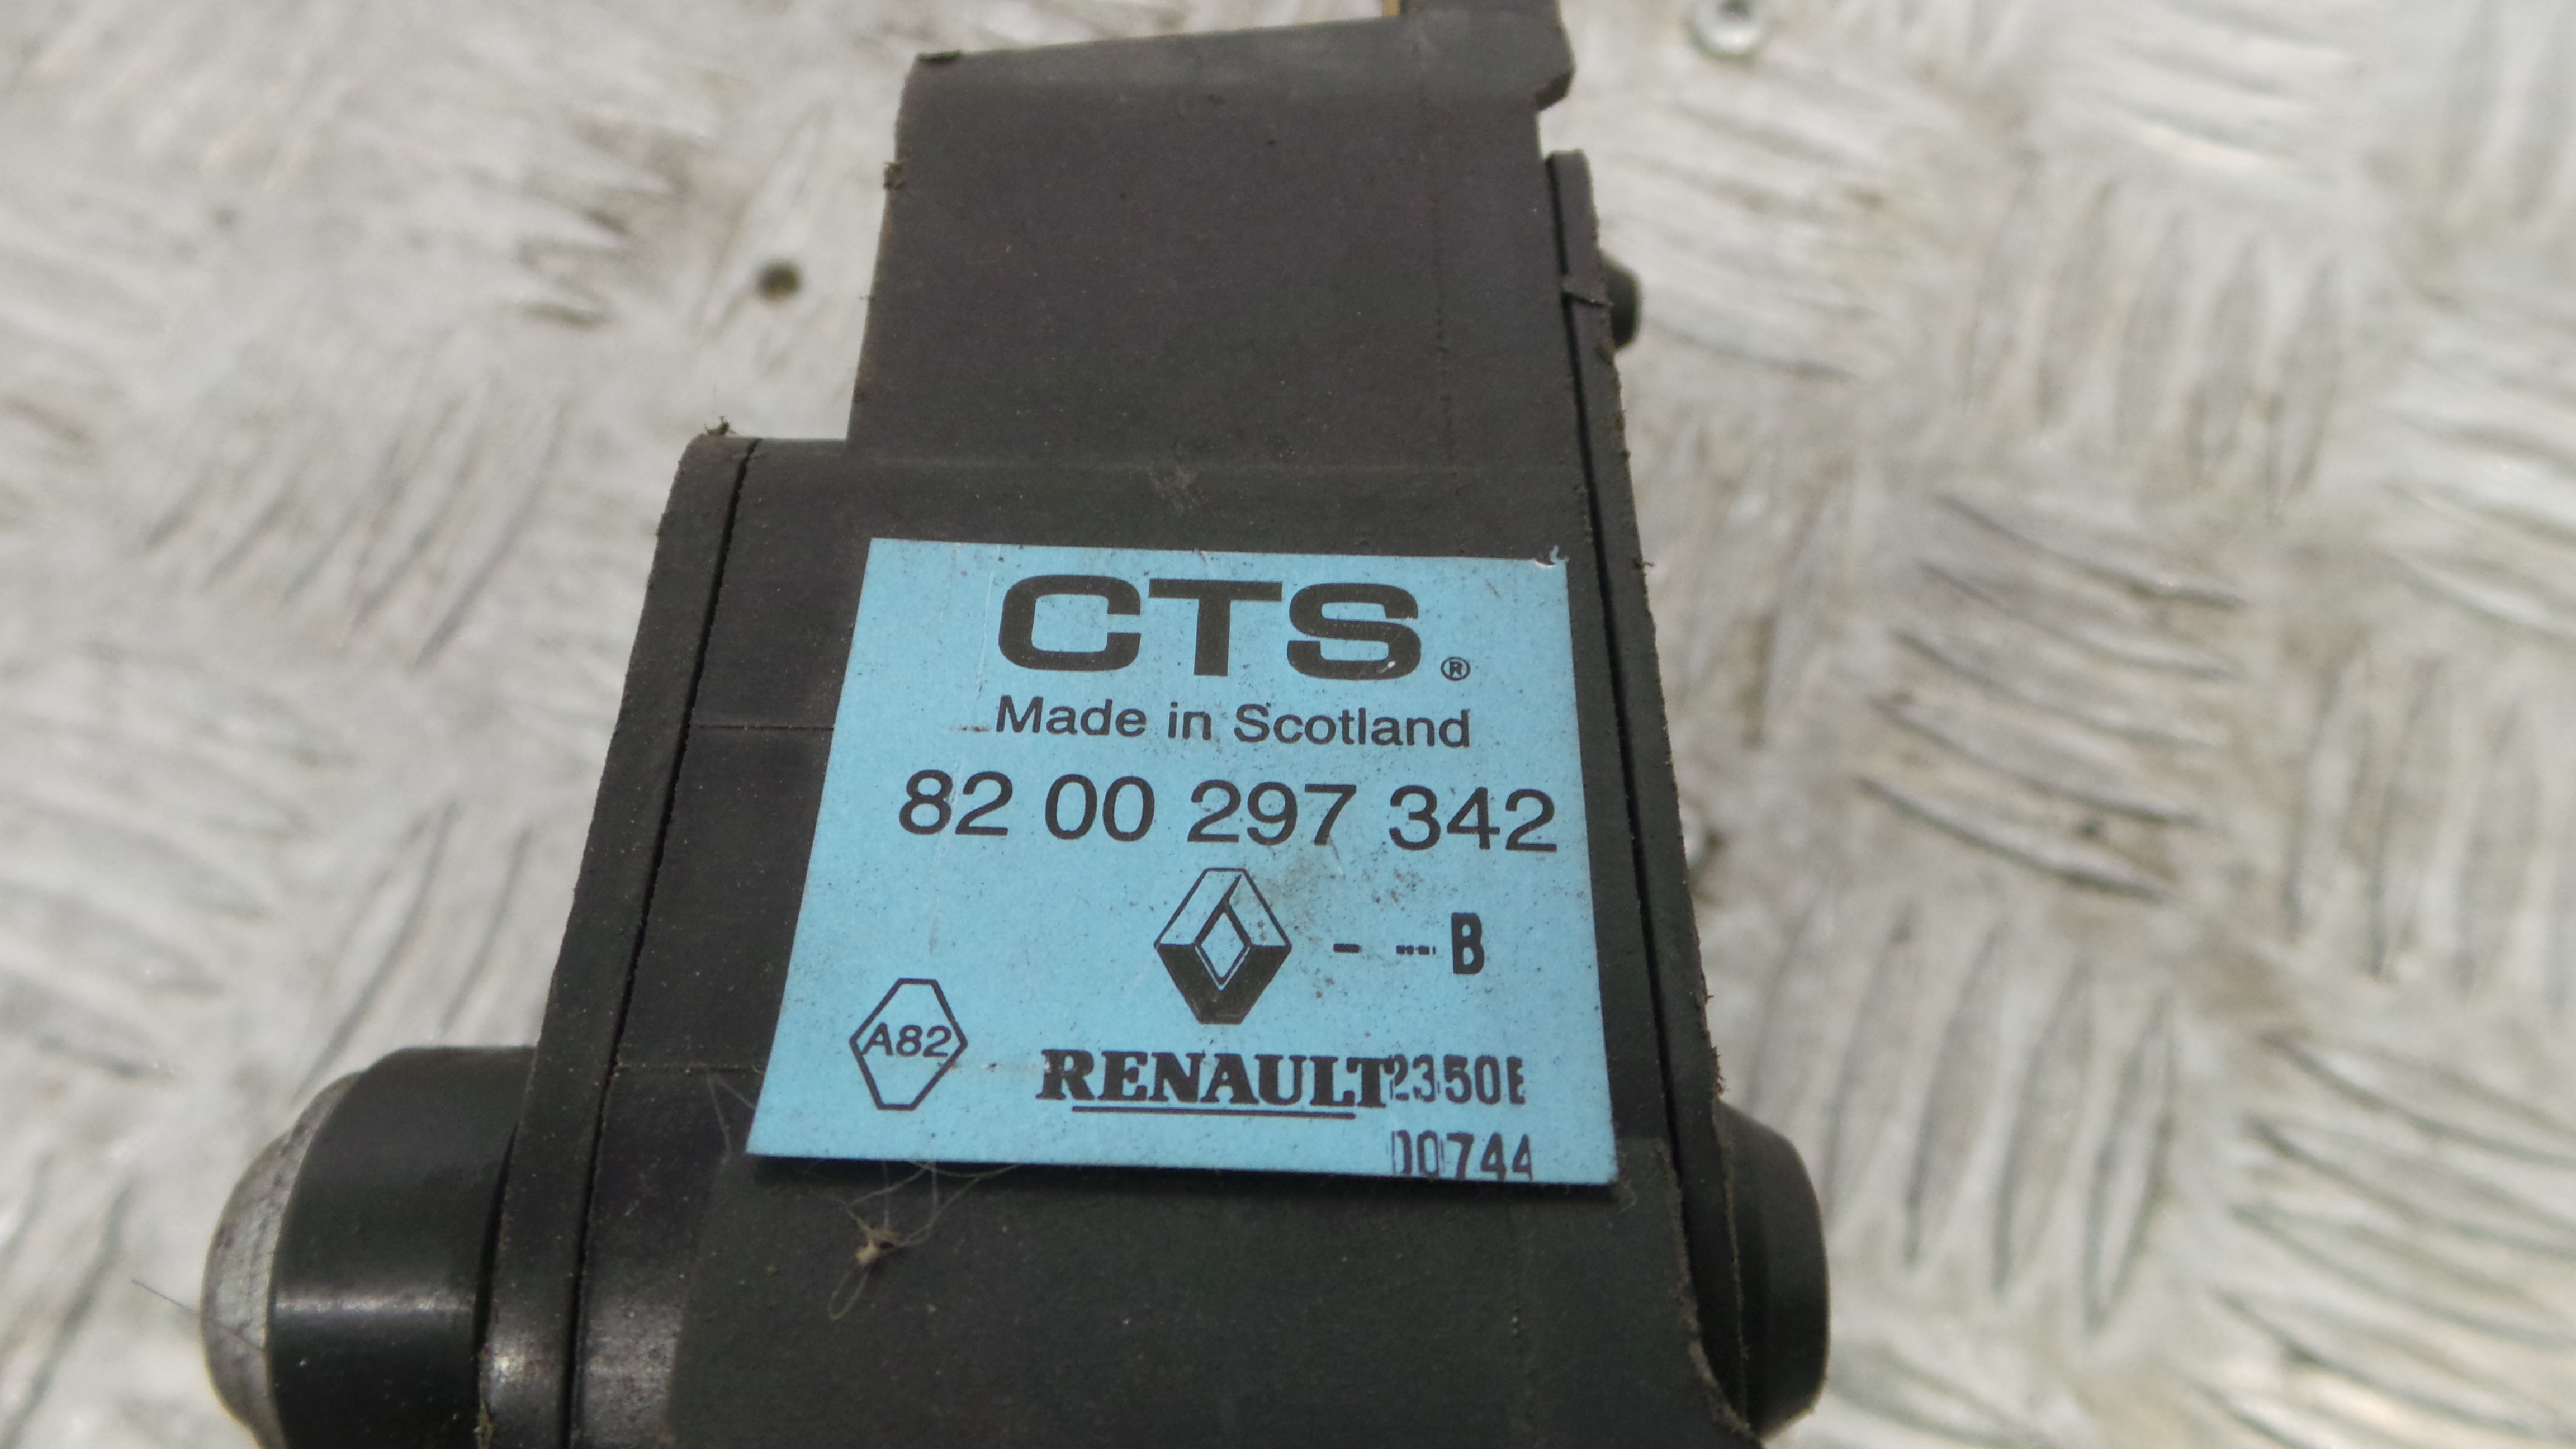 CTS®
Made in Scotland
82 00 297 342
- --- B
A82
RENAULT 2350E
00744